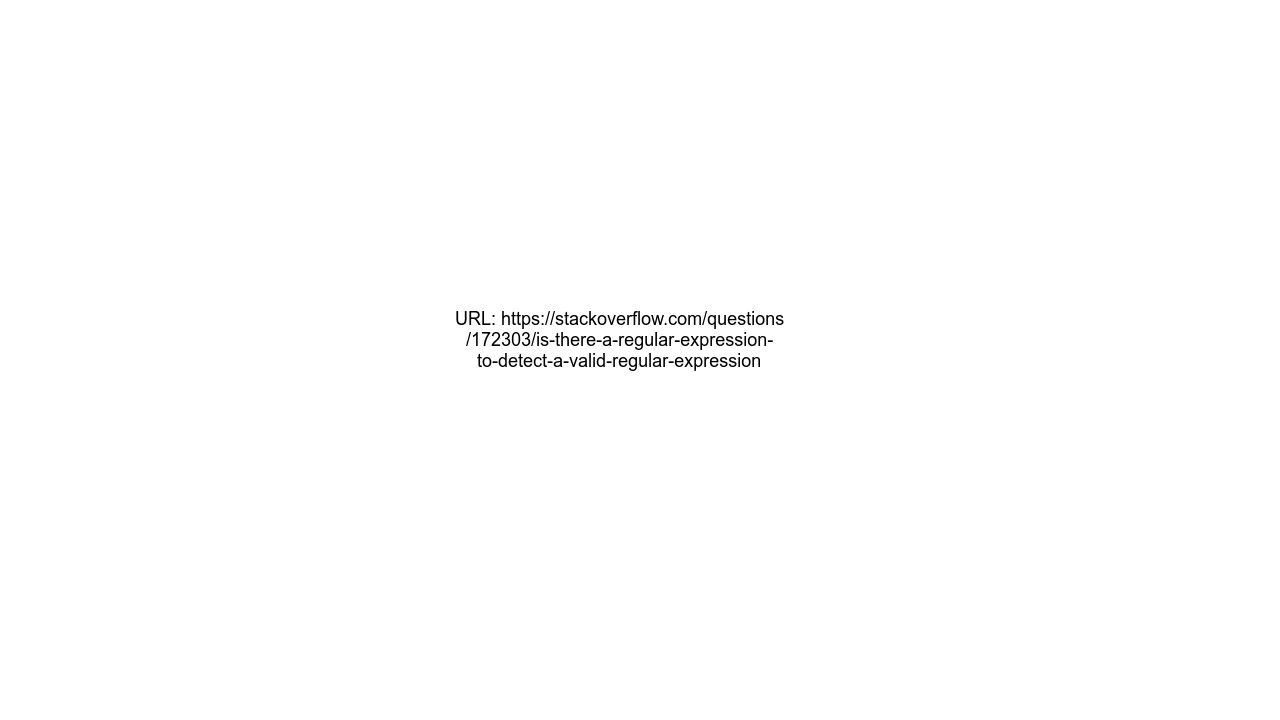 URL: https://stackoverflow.com/questions
/172303/is-there-a-regular-expression-
to-detect-a-valid-regular-expression